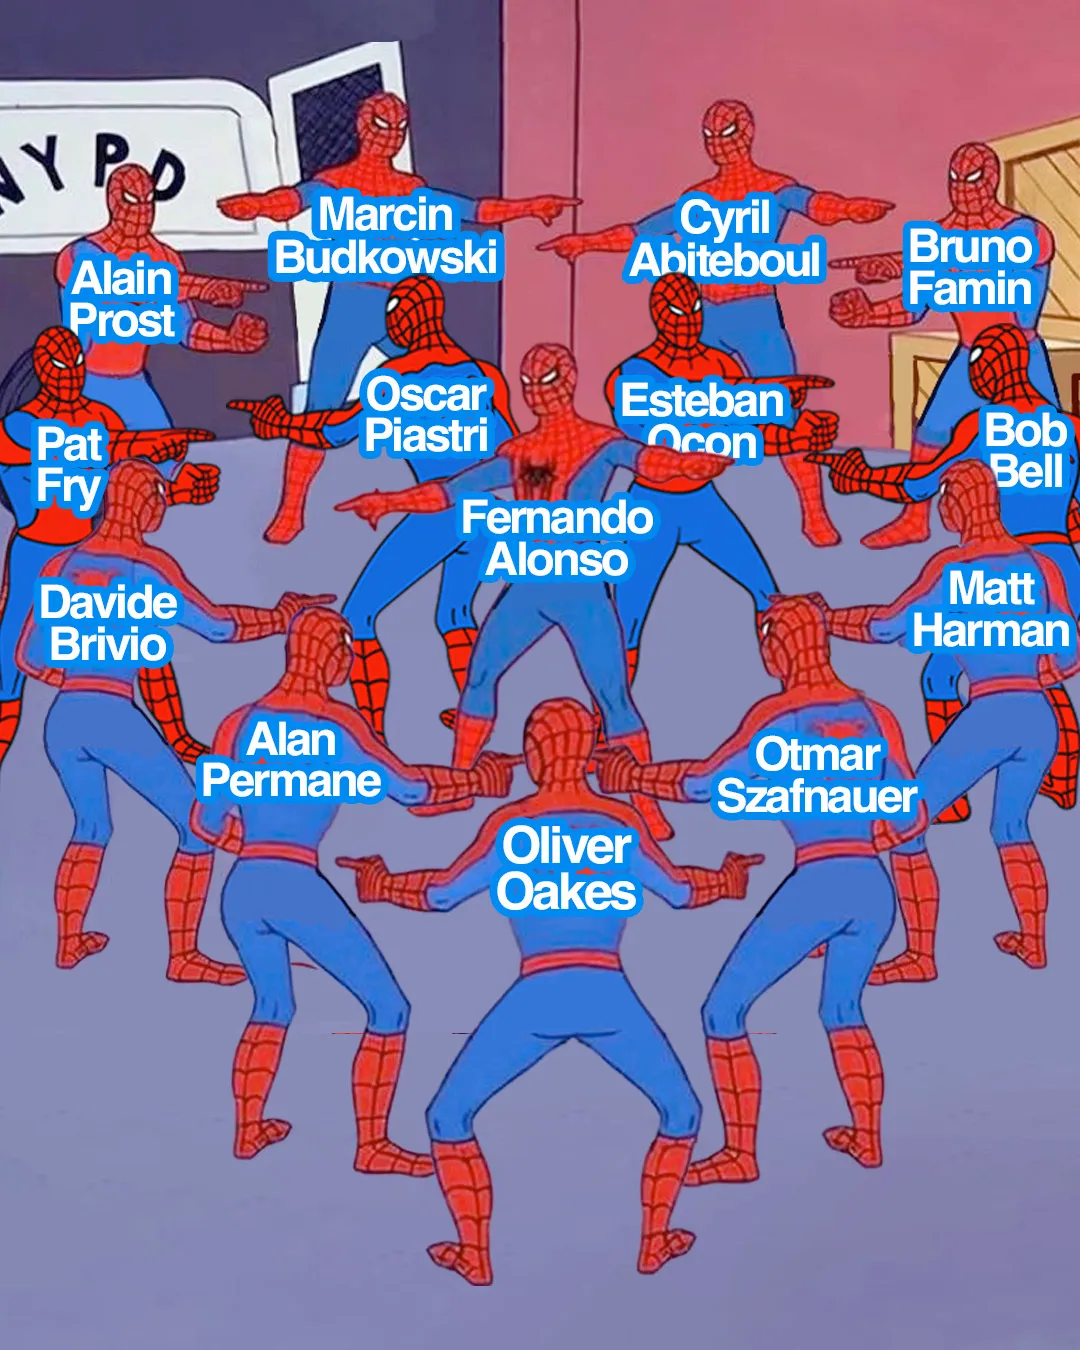 NYPD
Marcin
Budkowski
Cyril
Abiteboul
Bruno
Famin
Alain
Prost
Oscar
Piastri
Esteban
Ocon
Bob
Bell
Pat
Fry
Fernando
Alonso
Davide
Brivio
Matt
Harman
Alan
Permane
Otmar
Szafnauer
Oliver
Oakes